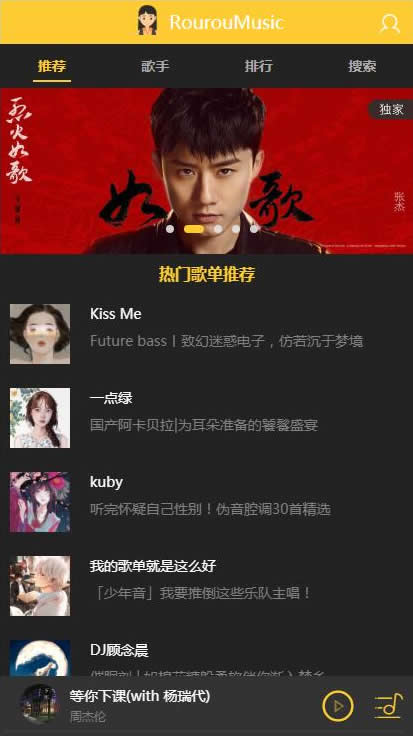 RourouMusic
推荐 歌手 排行 搜索
独家
烈火如歌
如歌
张杰
热门歌单推荐
Kiss Me
Future bass丨致幻迷惑电子，仿若沉于梦境
一点绿
国产阿卡贝拉|为耳朵准备的饕餮盛宴
kuby
听完怀疑自己性别！伪音腔调30首精选
我的歌单就是这么好
「少年音」我要推倒这些乐队主唱！
DJ顾念晨
等你下课(with 杨瑞代)
周杰伦